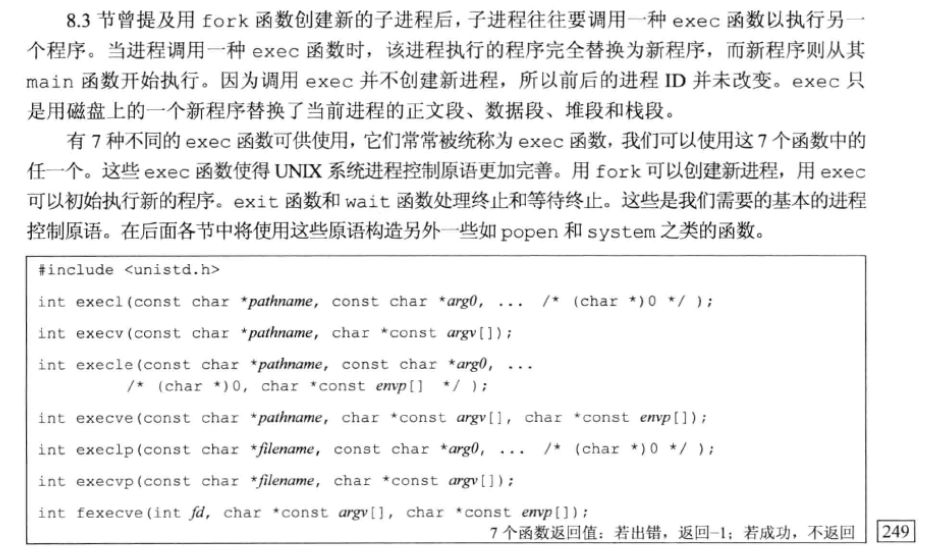 8.3 节曾提及用 fork 函数创建新的子进程后，子进程往往要调用一种 exec 函数以执行另一
个程序。当进程调用一种 exec 函数时，该进程执行的程序完全替换为新程序，而新程序则从其
main 函数开始执行。因为调用 exec 并不创建新进程，所以前后的进程 ID 并未改变。exec 只
是用磁盘上的一个新程序替换了当前进程的正文段、数据段、堆段和栈段。
有 7 种不同的 exec 函数可供使用，它们常常被统称为 exec 函数，我们可以使用这 7 个函数中的
任一个。这些 exec 函数使得 UNIX 系统进程控制原语更加完善。用 fork 可以创建新进程，用 exec
可以初始执行新的程序。exit 函数和 wait 函数处理终止和等待终止。这些是我们需要的基本的进程
控制原语。在后面各节中将使用这些原语构造另外一些如 popen 和 system 之类的函数。
#include <unistd.h>
int execl(const char *pathname, const char *arg0, ... /* (char *)0 */ );
int execv(const char *pathname, char *const argv[]);
int execle(const char *pathname, const char *arg0, ...
/* (char *)0, char *const envp[] */ );
int execve(const char *pathname, char *const argv[], char *const envp[]);
int execlp(const char *filename, const char *arg0, ... /* (char *)0 */ );
int execvp(const char *filename, char *const argv[]);
int fexecve(int fd, char *const argv[], char *const envp[]);
7 个函数返回值：若出错，返回-1；若成功，不返回
249